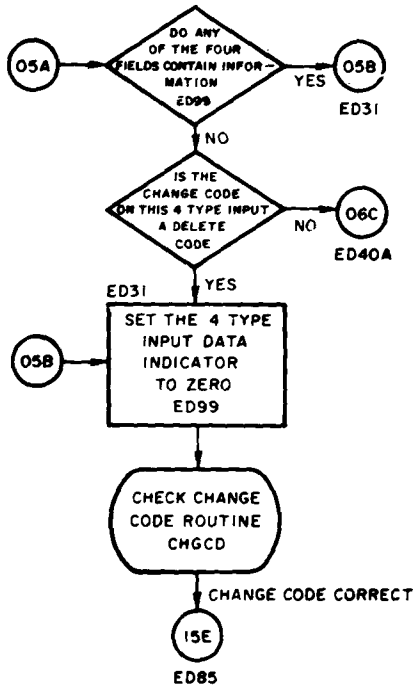 DO ANY
OF THE FOUR
FIELDS CONTAIN INFOR-
MATION
ED99
05A
YES
05B
ED31
NO
IS THE
CHANGE CODE
ON THIS 4 TYPE INPUT
A DELETE
CODE
NO
06C
ED40A
YES
ED31
SET THE 4 TYPE
INPUT DATA
INDICATOR
TO ZERO
ED99
05B
CHECK CHANGE
CODE ROUTINE
CHGCD
CHANGE CODE CORRECT
15E
ED85